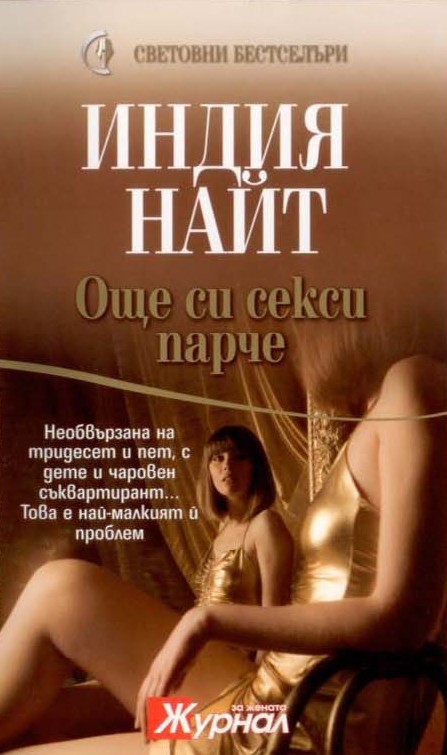 СВЕТОВНИ БЕСТСЕЛЪРИ
ИНДИЯ
НАЙТ
Още си секси
парче
Необвързана на
тридесет и пет, с
дете и чаровен
съквартирант...
Това е най-малкият ѝ
проблем
за жената
Журнал